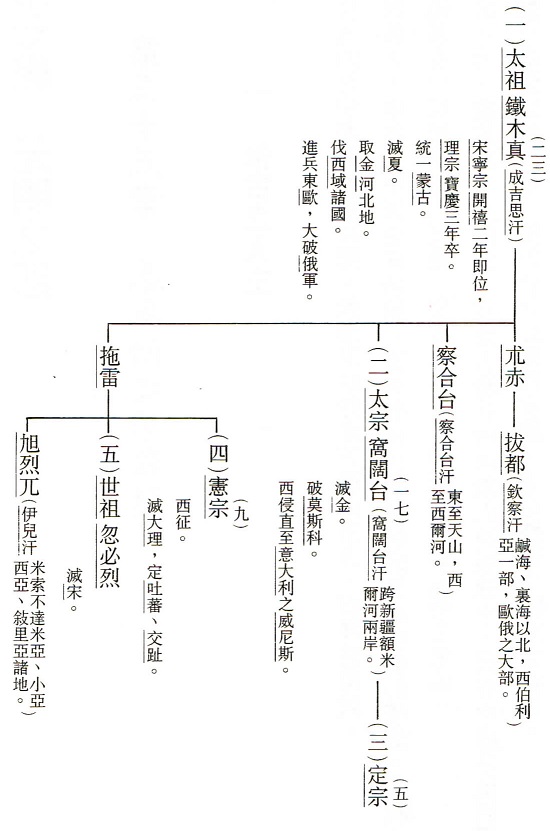 (一)太祖 鐵木真(成吉思汗)
(二三)
宋寧宗 開禧二年即位，
理宗 寶慶三年卒。
統一蒙古。
滅夏。
取金 河北地。
伐西域諸國。
進兵東歐，大破俄軍。
朮赤
拔都(欽察汗
鹹海、裏海以北，西伯利
亞一部，歐俄之大部。)
察合台(察合台汗
東至天山，西
至西爾河。)
(二)太宗 窩闊台(窩闊台汗
(一七)
跨新疆額米
爾河兩岸。)
滅金。
破莫斯科。
西侵直至意大利之威尼斯。
(三)定宗
(五)
拖雷
(四)憲宗
(九)
西征。
滅大理，定吐蕃、交趾。
(五)世祖 忽必烈
滅宋。
旭烈兀(伊兒汗
米索不達米亞、小亞
西亞、敍里亞諸地。)